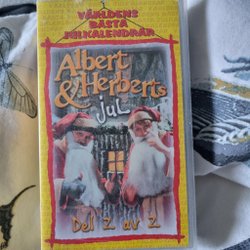 VÄRLDENS
BÄSTA
JULKALENDRAR
Albert
& Herberts
jul
Del 2 av 2